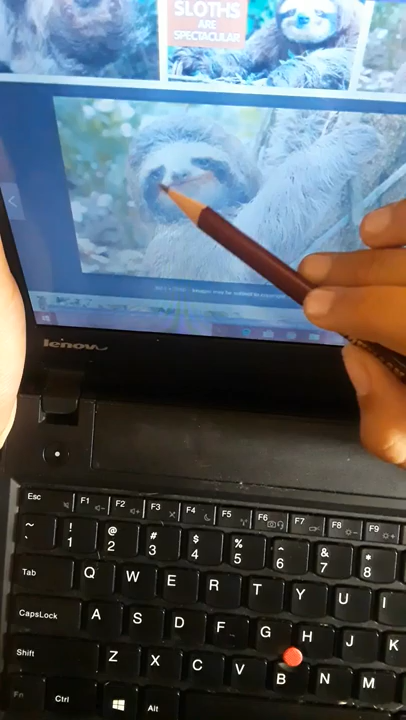 SLOTHS
ARE
SPECTACULAR
lenovo
Esc F1 F2 F3 F4 F5 F6 F7 F8 F9
~ ! @ # $ % ^ & *
` 1 2 3 4 5 6 7 8
Tab Q W E R T Y U I
CapsLock A S D F G H J K
Shift Z X C V B N M
Fn Ctrl Alt